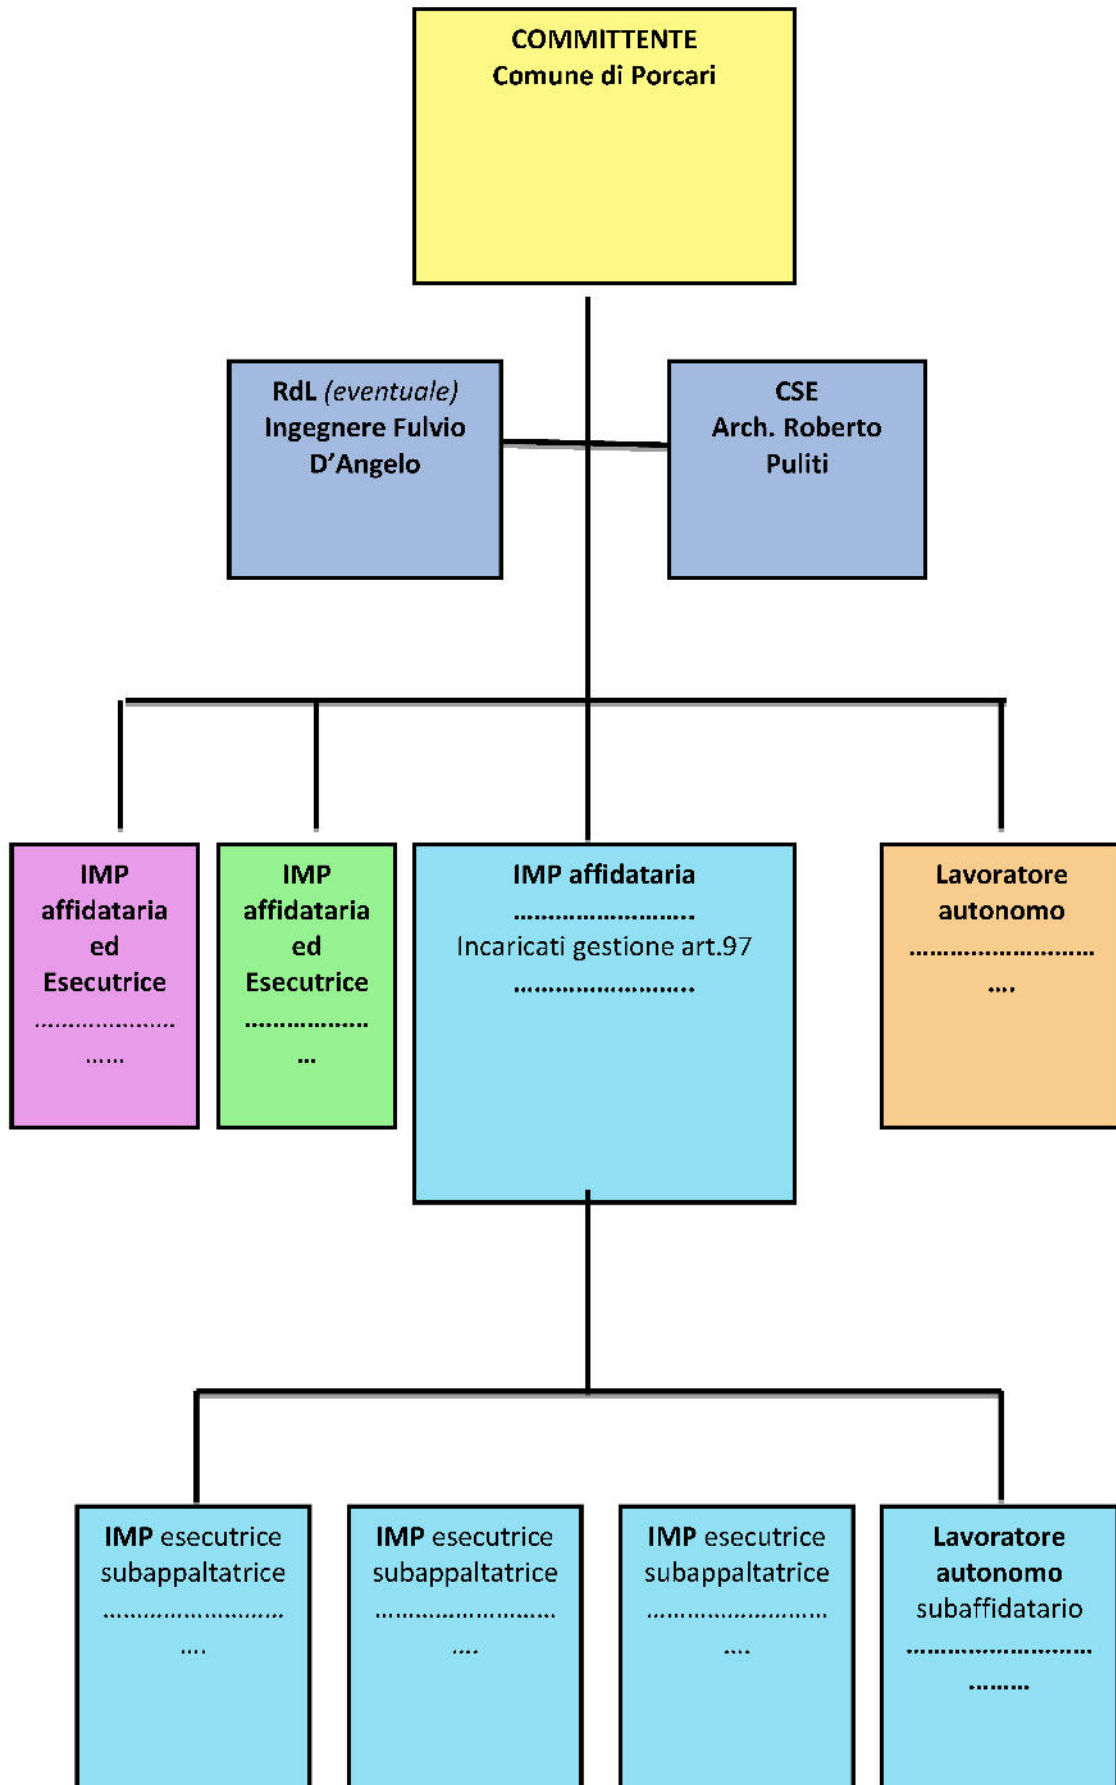 COMMITTENTE
Comune di Porcari
RdL (eventuale)
Ingegnere Fulvio
D’Angelo
CSE
Arch. Roberto
Puliti
IMP
affidataria
ed
Esecutrice
........................
......
IMP
affidataria
ed
Esecutrice
.....................
...
IMP affidataria
..........................
Incaricati gestione art.97
..........................
Lavoratore
autonomo
..............................
....
IMP esecutrice
subappaltatrice
..............................
....
IMP esecutrice
subappaltatrice
..............................
....
IMP esecutrice
subappaltatrice
..............................
....
Lavoratore
autonomo
subaffidatario
..............................
.........